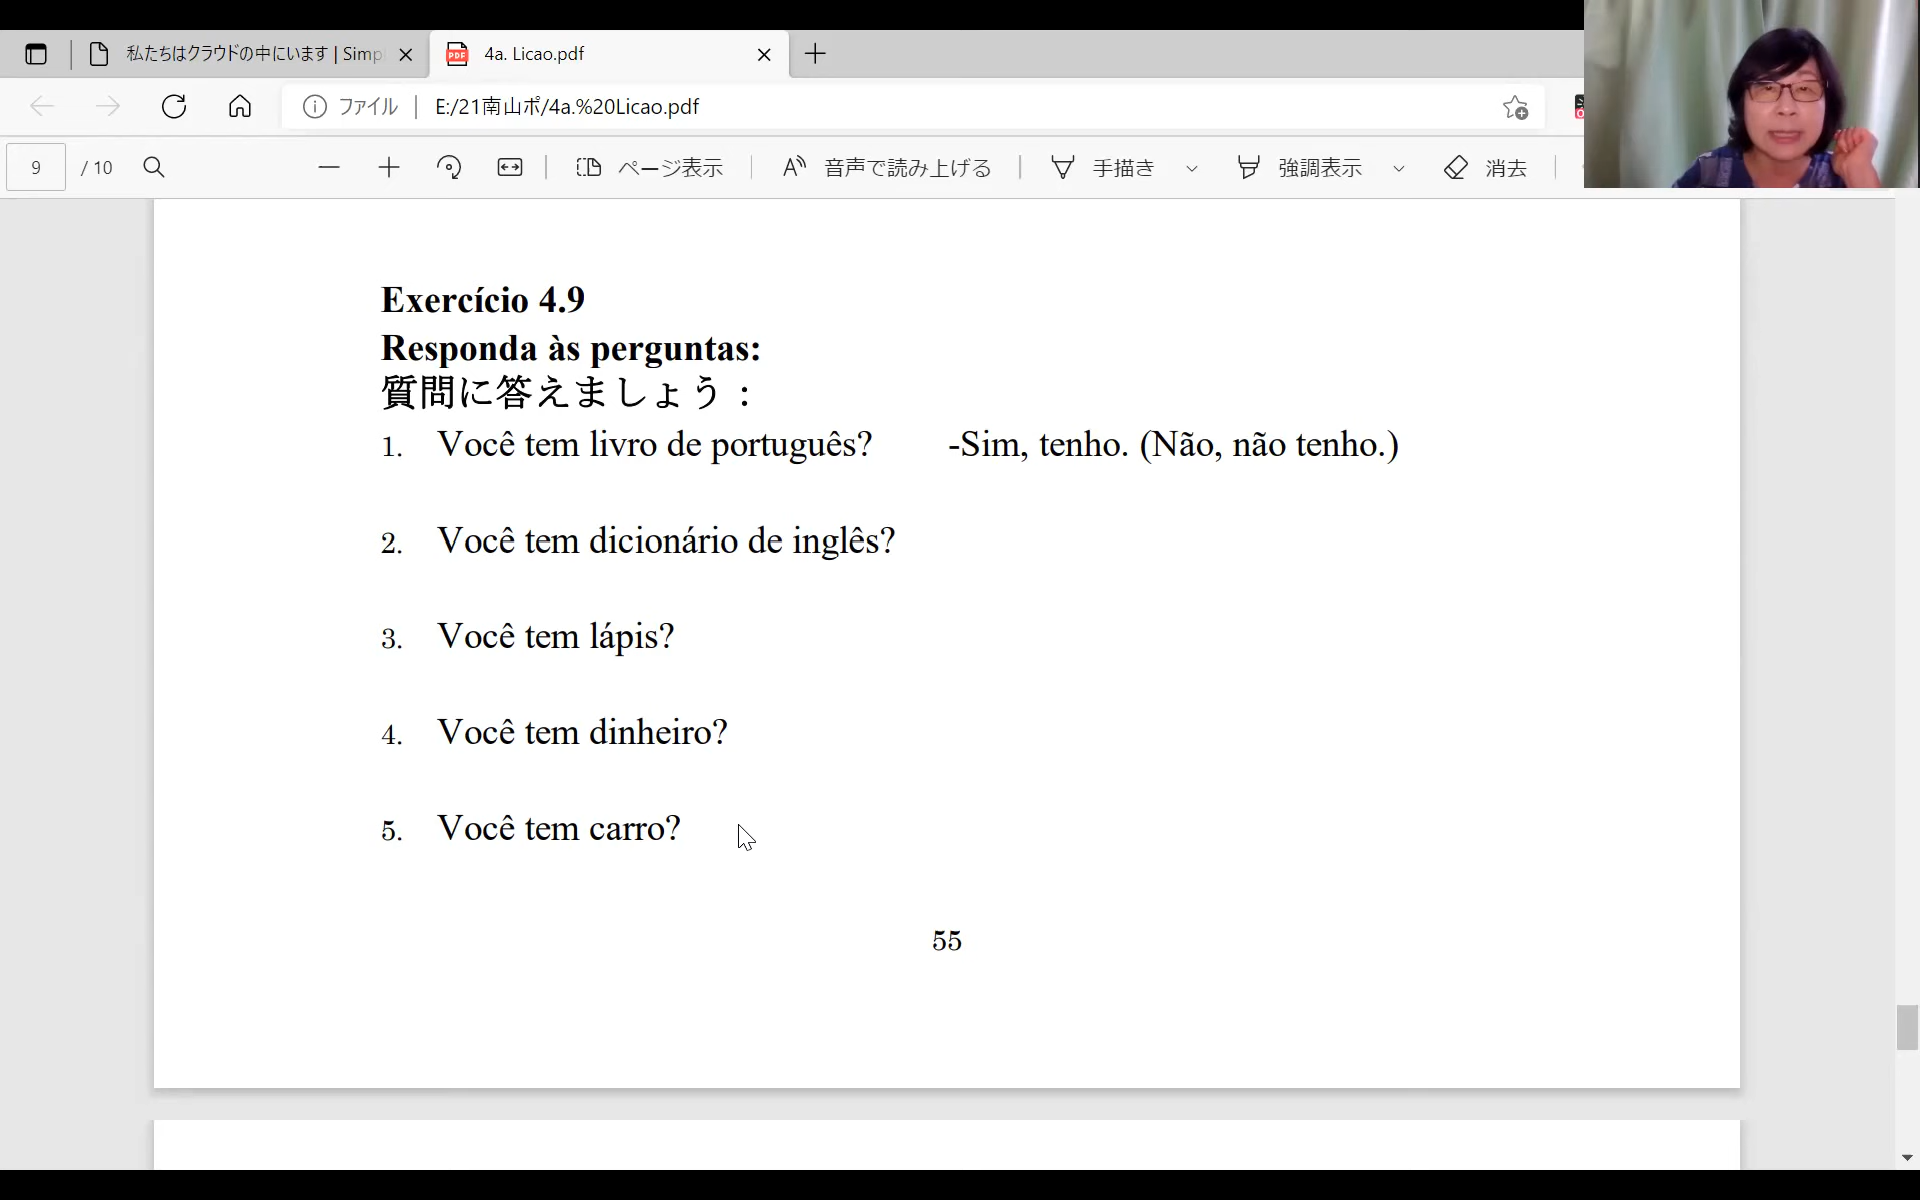 私たちはクラウドの中にいます | Simp
4a. Licao.pdf
ファイル
E:/21南山ポ/4a.%20Licao.pdf
9 / 10
ページ表示
音声で読み上げる
手描き
強調表示
消去
Exercício 4.9
Responda às perguntas:
質問に答えましょう：
1. Você tem livro de português? -Sim, tenho. (Não, não tenho.)
2. Você tem dicionário de inglês?
3. Você tem lápis?
4. Você tem dinheiro?
5. Você tem carro?
55